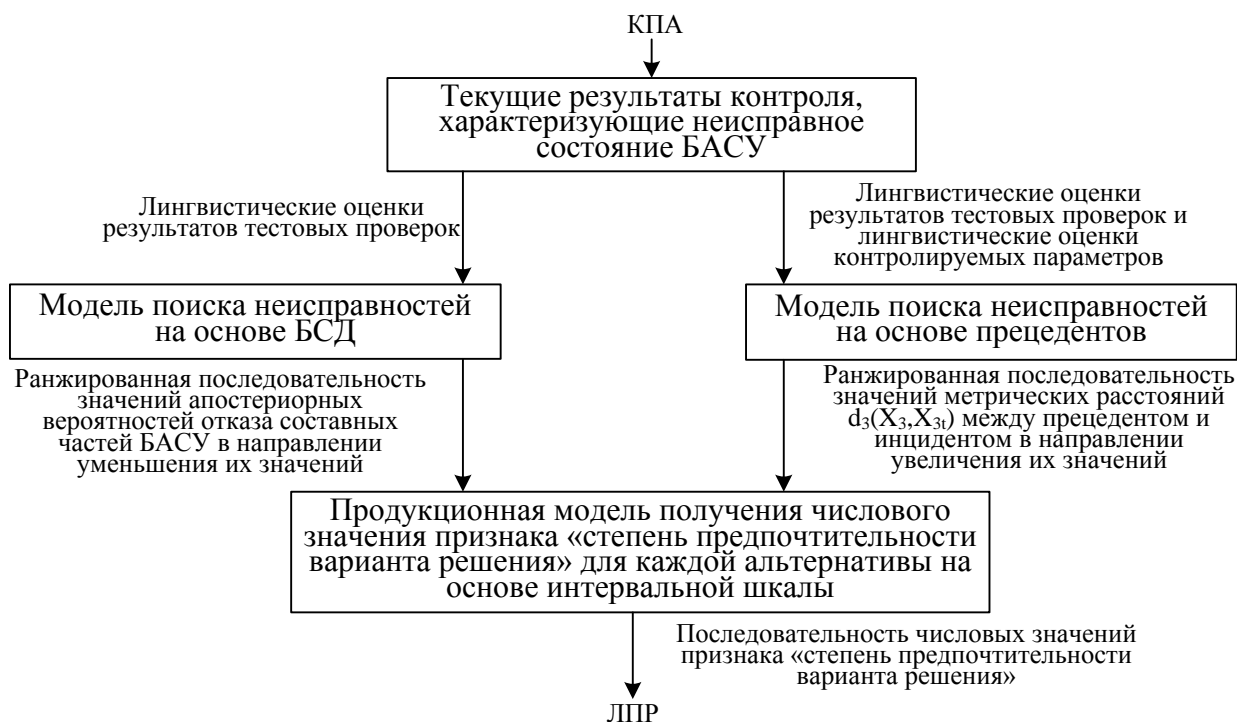 КПА
Текущие результаты контроля,
характеризующие неисправное
состояние БАСУ
Лингвистические оценки
результатов тестовых проверок
Лингвистические оценки
результатов тестовых проверок и
лингвистические оценки
контролируемых параметров
Модель поиска неисправностей
на основе БСД
Модель поиска неисправностей
на основе прецедентов
Ранжированная последовательность
значений апостериорных
вероятностей отказа составных
частей БАСУ в направлении
уменьшения их значений
Ранжированная последовательность
значений метрических расстояний
d₃(X₃,X₃ₜ) между прецедентом и
инцидентом в направлении
увеличения их значений
Продукционная модель получения числового
значения признака «степень предпочтительности
варианта решения» для каждой альтернативы на
основе интервальной шкалы
Последовательность числовых значений
признака «степень предпочтительности
варианта решения»
ЛПР